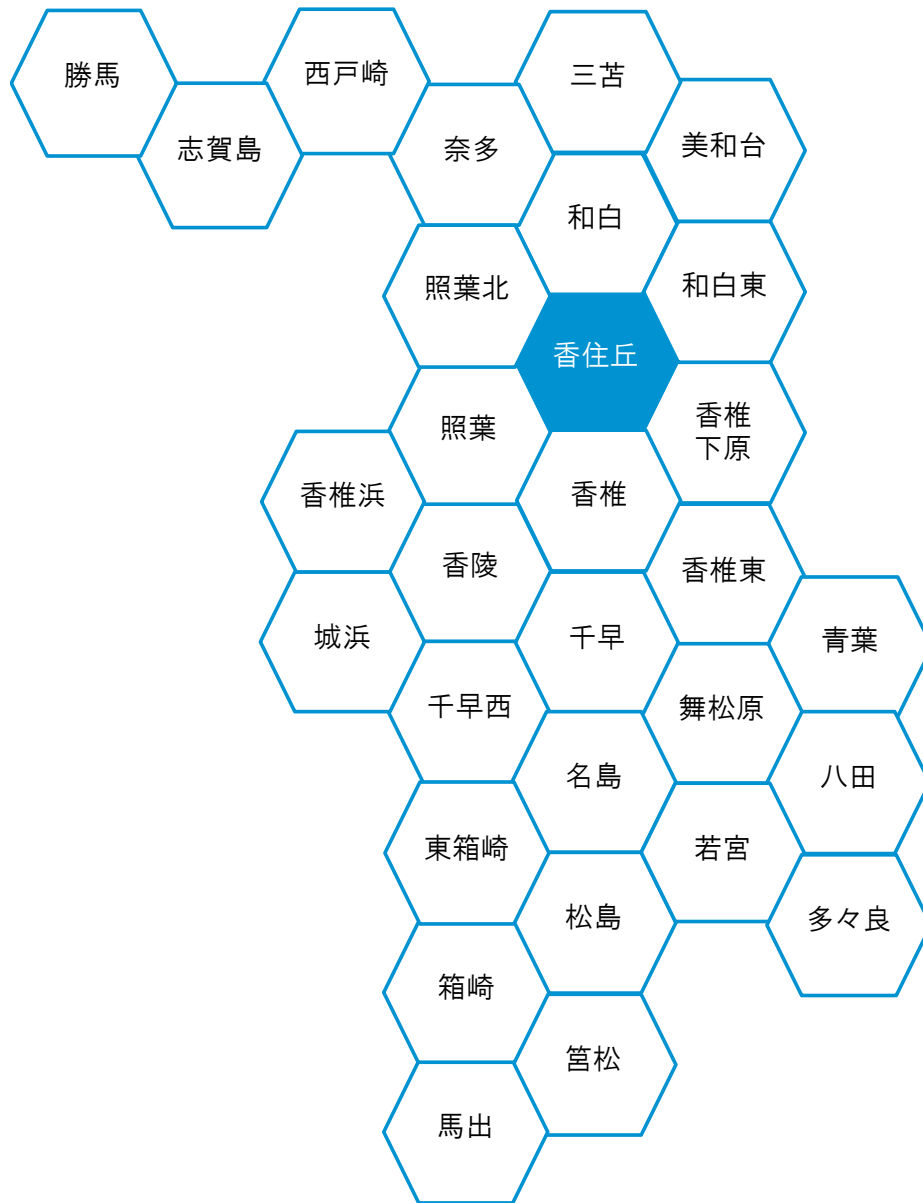 勝馬
西戸崎
三苫
志賀島
奈多
美和台
和白
照葉北
和白東
香住丘
照葉
香椎
下原
香椎浜
香椎
香陵
香椎東
城浜
千早
青葉
千早西
舞松原
名島
八田
東箱崎
若宮
松島
多々良
箱崎
筥松
馬出